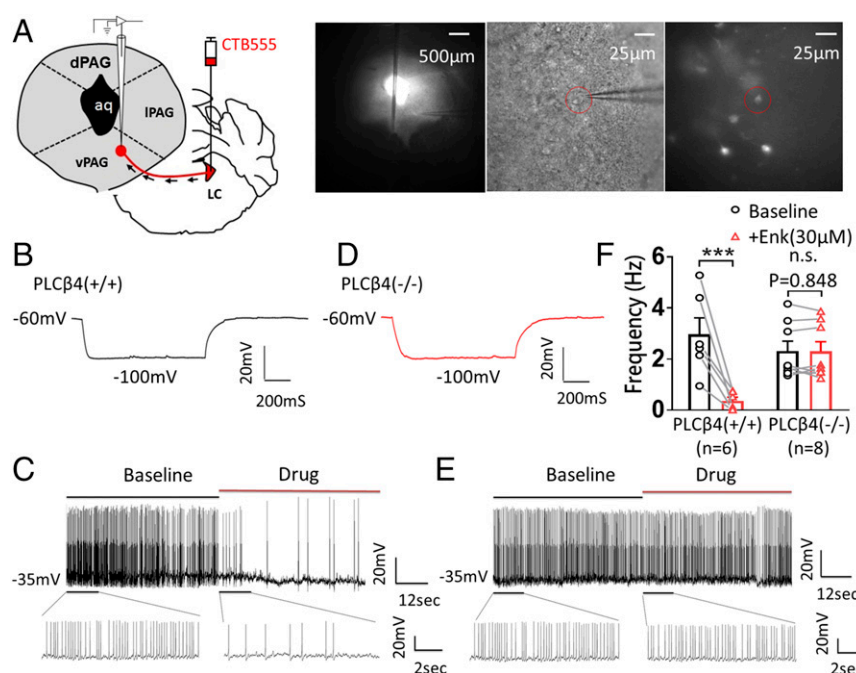 A
CTB555
dPAG
aq
lPAG
vPAG
LC
500µm
25µm
25µm
B
PLCβ4(+/+)
-60mV
-100mV
20mV
200mS
D
PLCβ4(-/-)
-60mV
-100mV
20mV
200mS
F
Baseline
+Enk(30µM)
n.s.
*** P=0.848
Frequency (Hz)
6
4
2
0
PLCβ4(+/+) PLCβ4(-/-)
(n=6) (n=8)
C
Baseline Drug
-35mV
20mV
12sec
20mV
2sec
E
Baseline Drug
-35mV
20mV
12sec
20mV
2sec